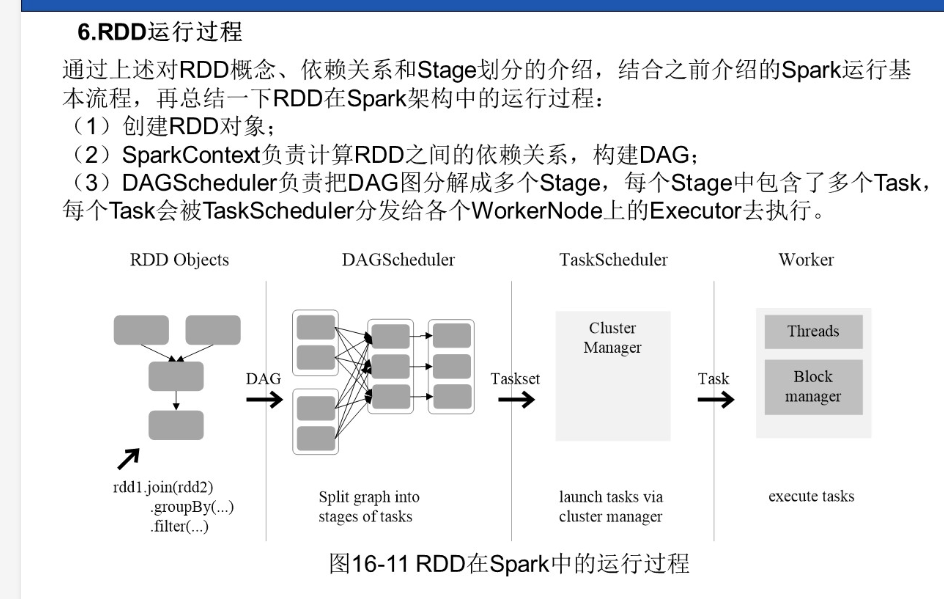 6.RDD运行过程
通过上述对RDD概念、依赖关系和Stage划分的介绍，结合之前介绍的Spark运行基
本流程，再总结一下RDD在Spark架构中的运行过程：
（1）创建RDD对象；
（2）SparkContext负责计算RDD之间的依赖关系，构建DAG；
（3）DAGScheduler负责把DAG图分解成多个Stage，每个Stage中包含了多个Task，
每个Task会被TaskScheduler分发给各个WorkerNode上的Executor去执行。
RDD Objects
DAGScheduler
TaskScheduler
Worker
DAG
Taskset
Cluster
Manager
Task
Threads
Block
manager
rdd1.join(rdd2)
.groupBy(...)
.filter(...)
Split graph into
stages of tasks
launch tasks via
cluster manager
execute tasks
图16-11 RDD在Spark中的运行过程